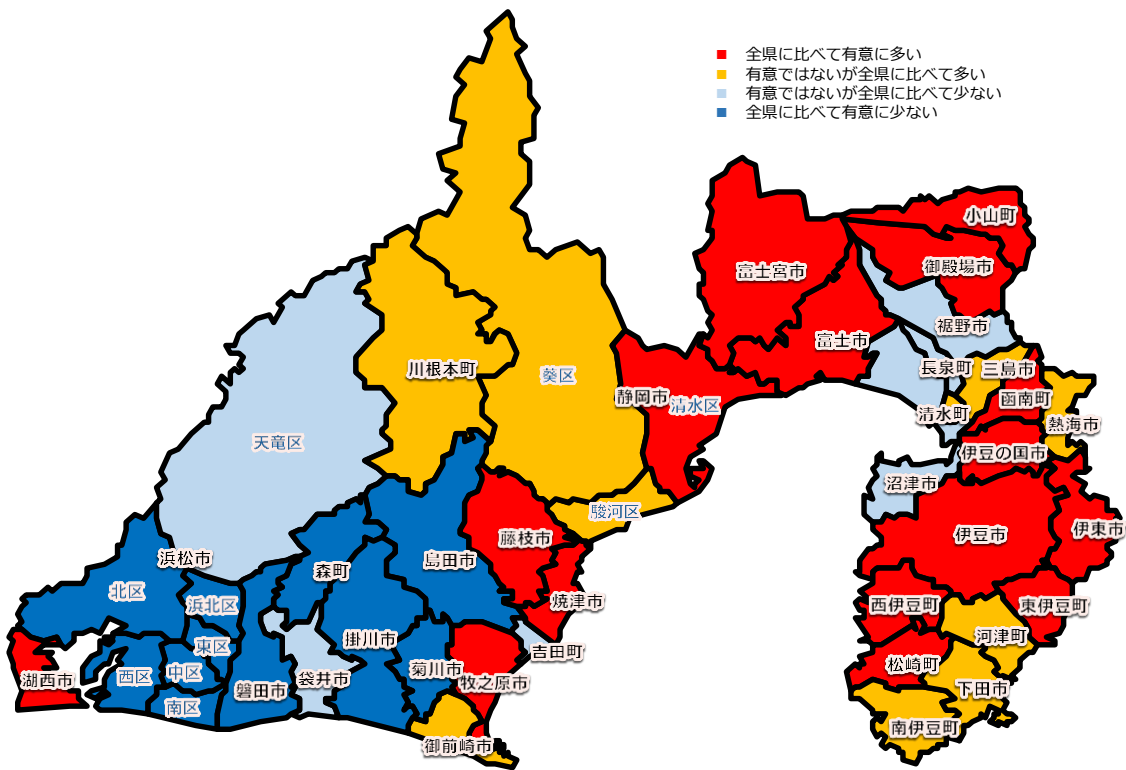 全県に比べて有意に多い
有意ではないが全県に比べて多い
有意ではないが全県に比べて少ない
全県に比べて有意に少ない
小山町
富士宮市
御殿場市
裾野市
富士市
川根本町
葵区
長泉町
三島市
静岡市
清水区
函南町
清水町
熱海市
天竜区
伊豆の国市
沼津市
駿河区
伊東市
藤枝市
伊豆市
浜松市
島田市
森町
北区
浜北区
焼津市
西伊豆町
東伊豆町
掛川市
河津町
東区
吉田町
松崎町
西区
中区
湖西市
袋井市
菊川市
牧之原市
磐田市
下田市
南区
南伊豆町
御前崎市